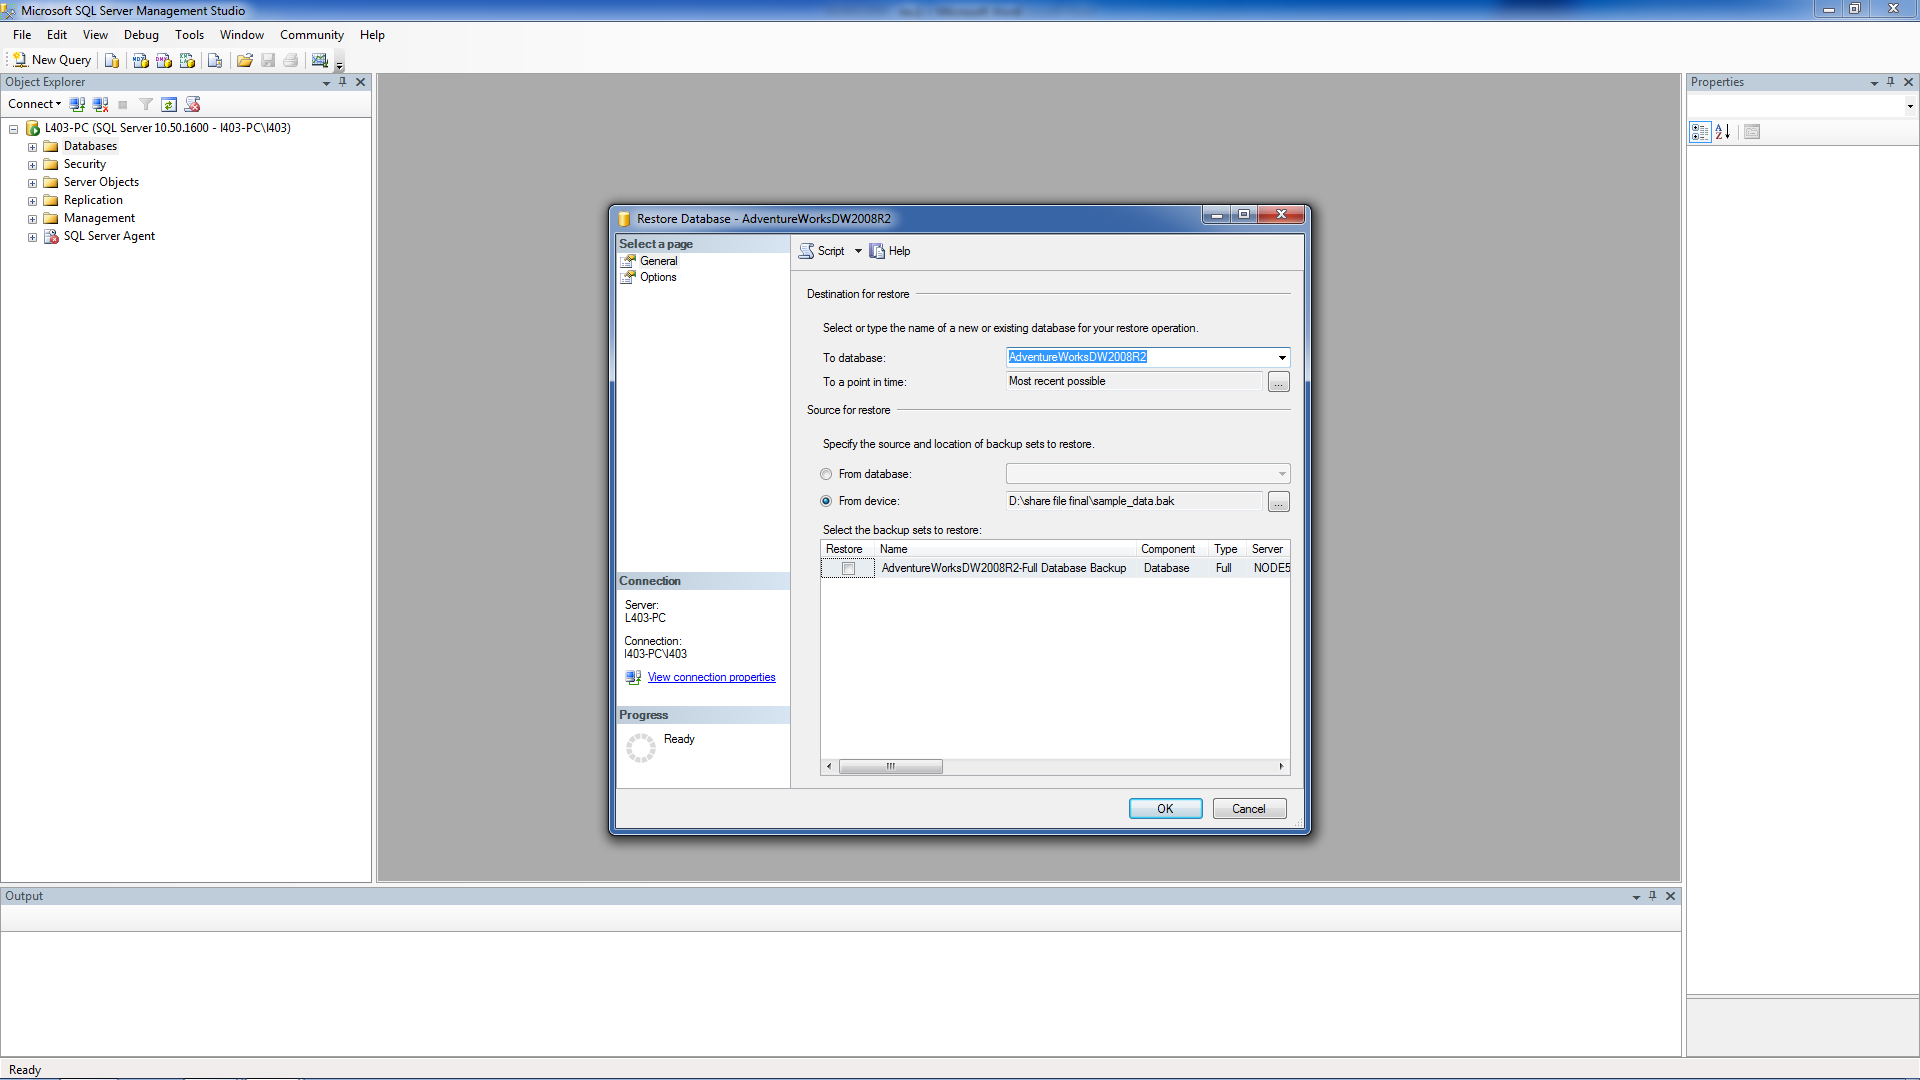 Microsoft SQL Server Management Studio
File Edit View Debug Tools Window Community Help
New Query
Object Explorer
Connect
L403-PC (SQL Server 10.50.1600 - l403-PC\l403)
Databases
Security
Server Objects
Replication
Management
SQL Server Agent
Properties
Restore Database - AdventureWorksDW2008R2
Select a page
General
Options
Script
Help
Destination for restore
Select or type the name of a new or existing database for your restore operation.
To database: AdventureWorksDW2008R2
To a point in time: Most recent possible
...
Source for restore
Specify the source and location of backup sets to restore.
From database:
From device: D:\share file final\sample_data.bak
...
Select the backup sets to restore:
Restore Name Component Type Server
AdventureWorksDW2008R2-Full Database Backup Database Full NODE5
Connection
Server:
L403-PC
Connection:
l403-PC\l403
View connection properties
Progress
Ready
OK
Cancel
Output
Ready